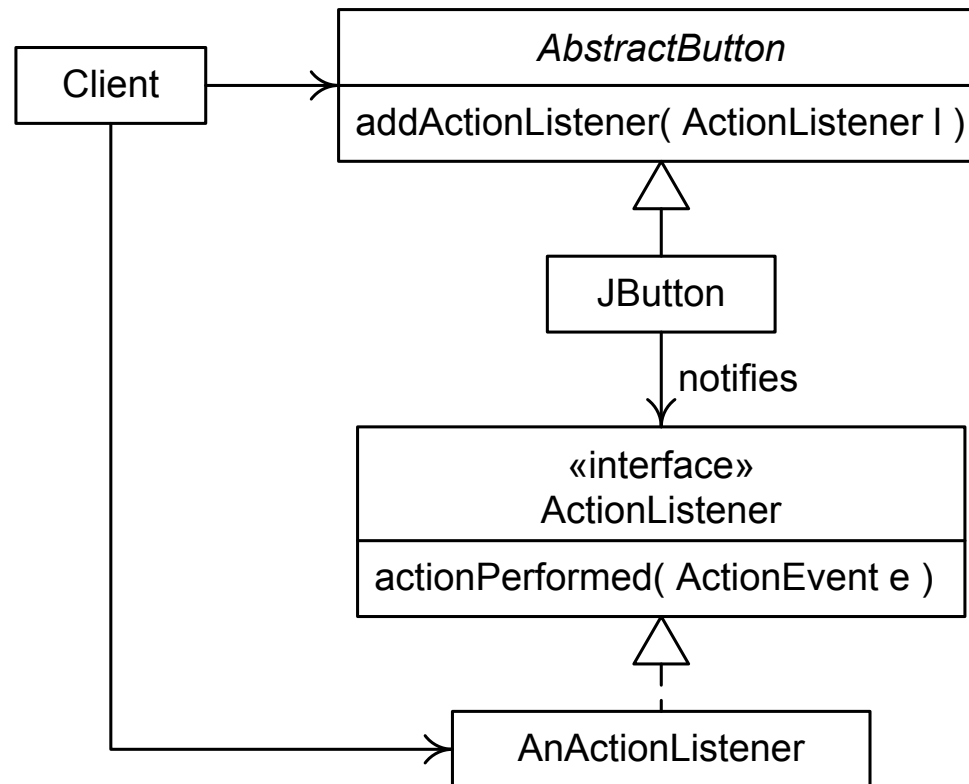 AbstractButton
Client
addActionListener( ActionListener l )
JButton
notifies
«interface»
ActionListener
actionPerformed( ActionEvent e )
AnActionListener